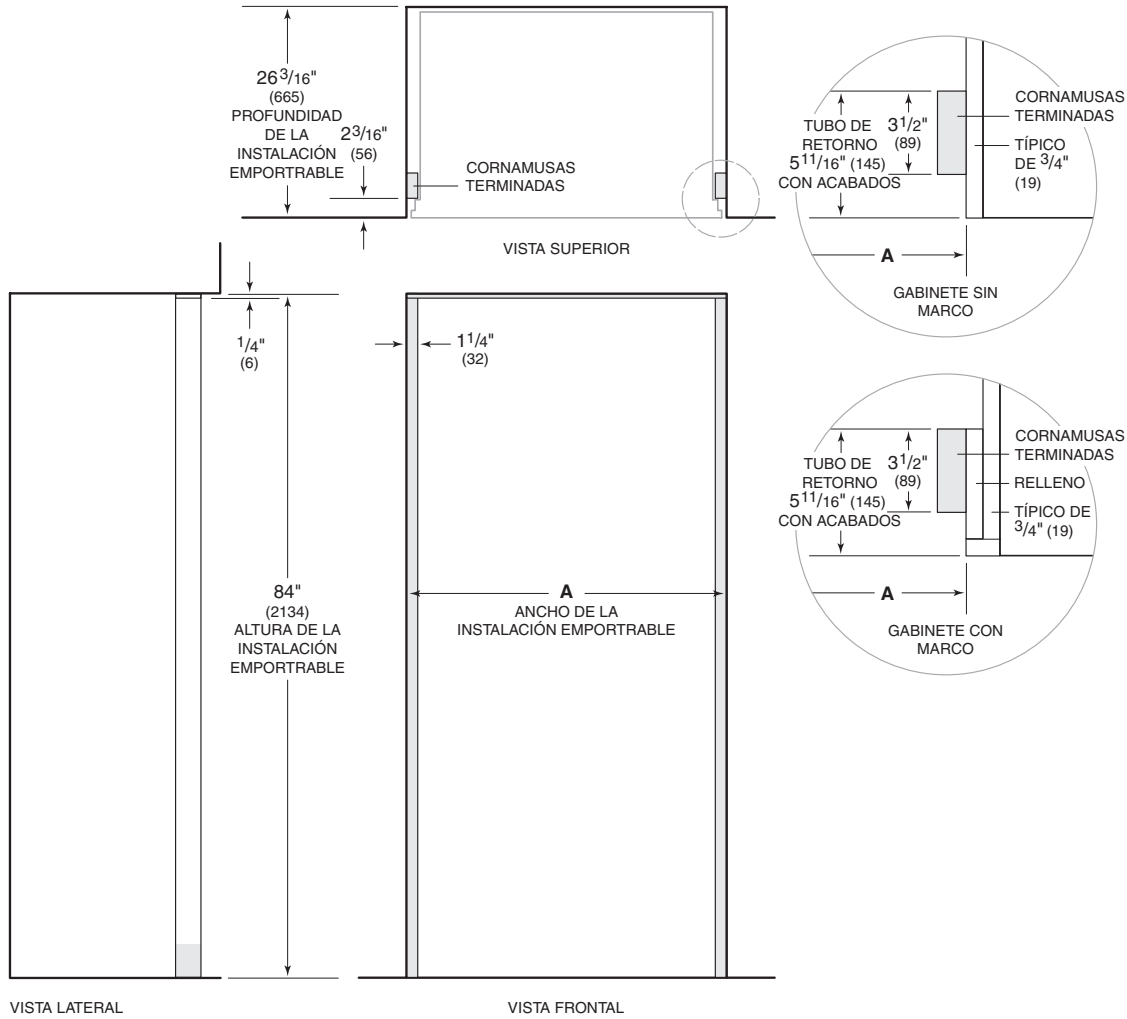 26 3/16"
(665)
PROFUNDIDAD
DE LA
INSTALACIÓN
EMPORTRABLE
2 3/16"
(56)
CORNAMUSAS
TERMINADAS
VISTA SUPERIOR
TUBO DE
RETORNO
5 11/16" (145)
CON ACABADOS
3 1/2"
(89)
CORNAMUSAS
TERMINADAS
TÍPICO
DE 3/4"
(19)
A
GABINETE SIN
MARCO
1/4"
(6)
84"
(2134)
ALTURA DE LA
INSTALACIÓN
EMPORTRABLE
1 1/4"
(32)
A
ANCHO DE LA
INSTALACIÓN EMPORTRABLE
TUBO DE
RETORNO
5 11/16" (145)
CON ACABADOS
3 1/2"
(89)
CORNAMUSAS
TERMINADAS
RELLENO
TÍPICO DE
3/4" (19)
A
GABINETE CON
MARCO
VISTA LATERAL
VISTA FRONTAL